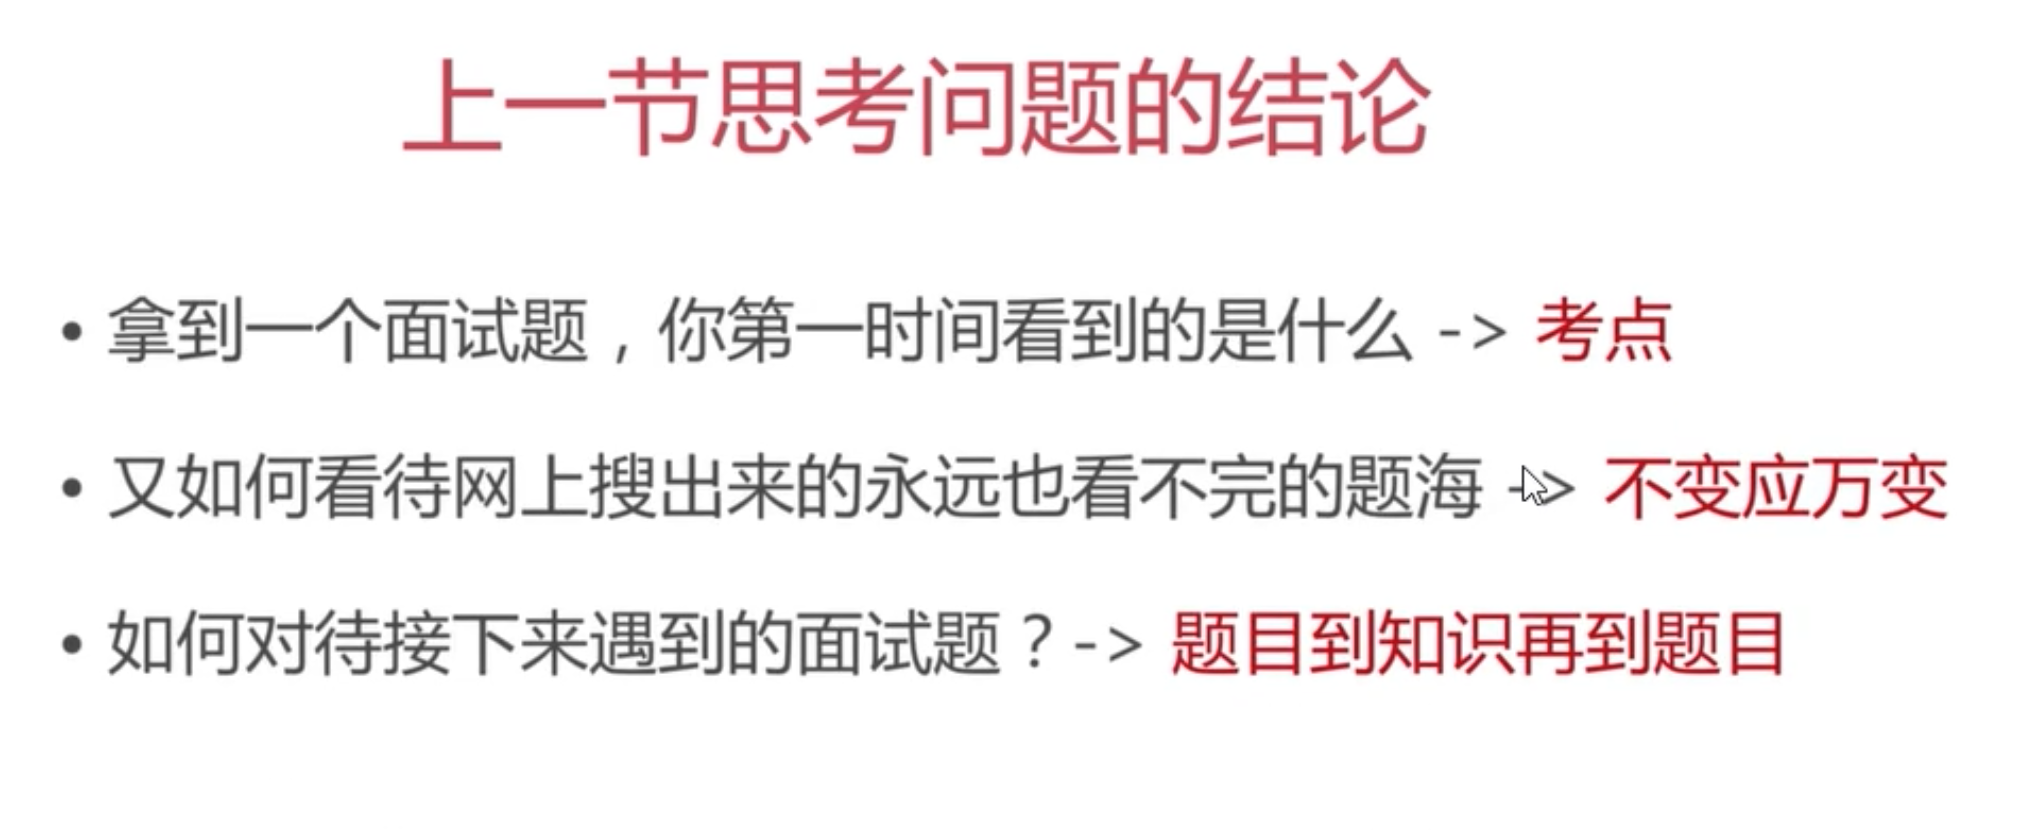 上一节思考问题的结论
• 拿到一个面试题，你第一时间看到的是什么 -> 考点
• 又如何看待网上搜出来的永远也看不完的题海 -> 不变应万变
• 如何对待接下来遇到的面试题？-> 题目到知识再到题目